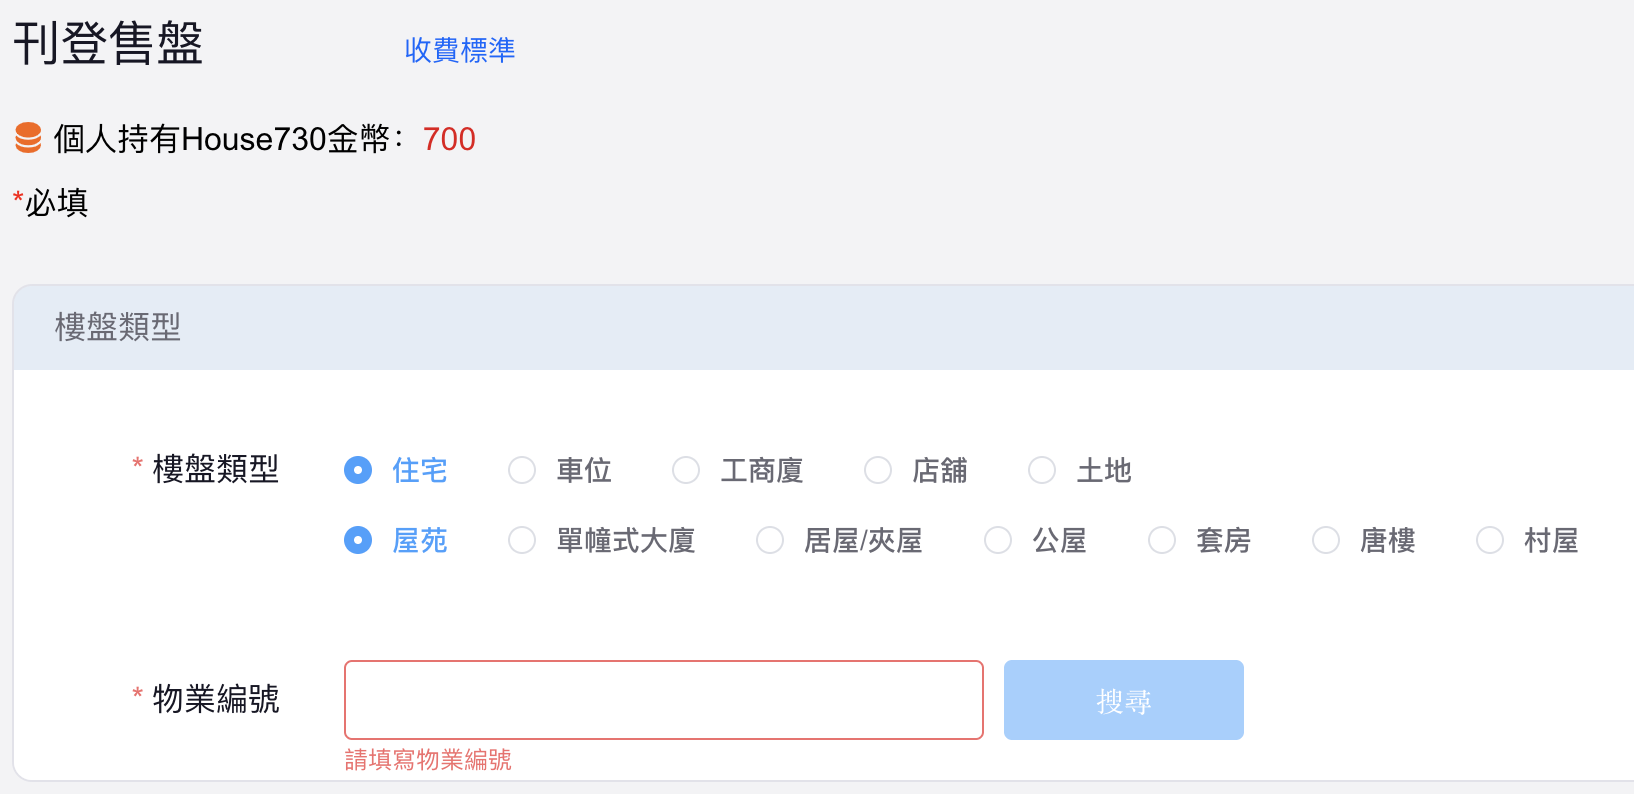 刊登售盤 收費標準
個人持有House730金幣：700
*必填
樓盤類型
* 樓盤類型 住宅 車位 工商廈 店舖 土地
屋苑 單幢式大廈 居屋/夾屋 公屋 套房 唐樓 村屋
* 物業編號 搜尋
請填寫物業編號